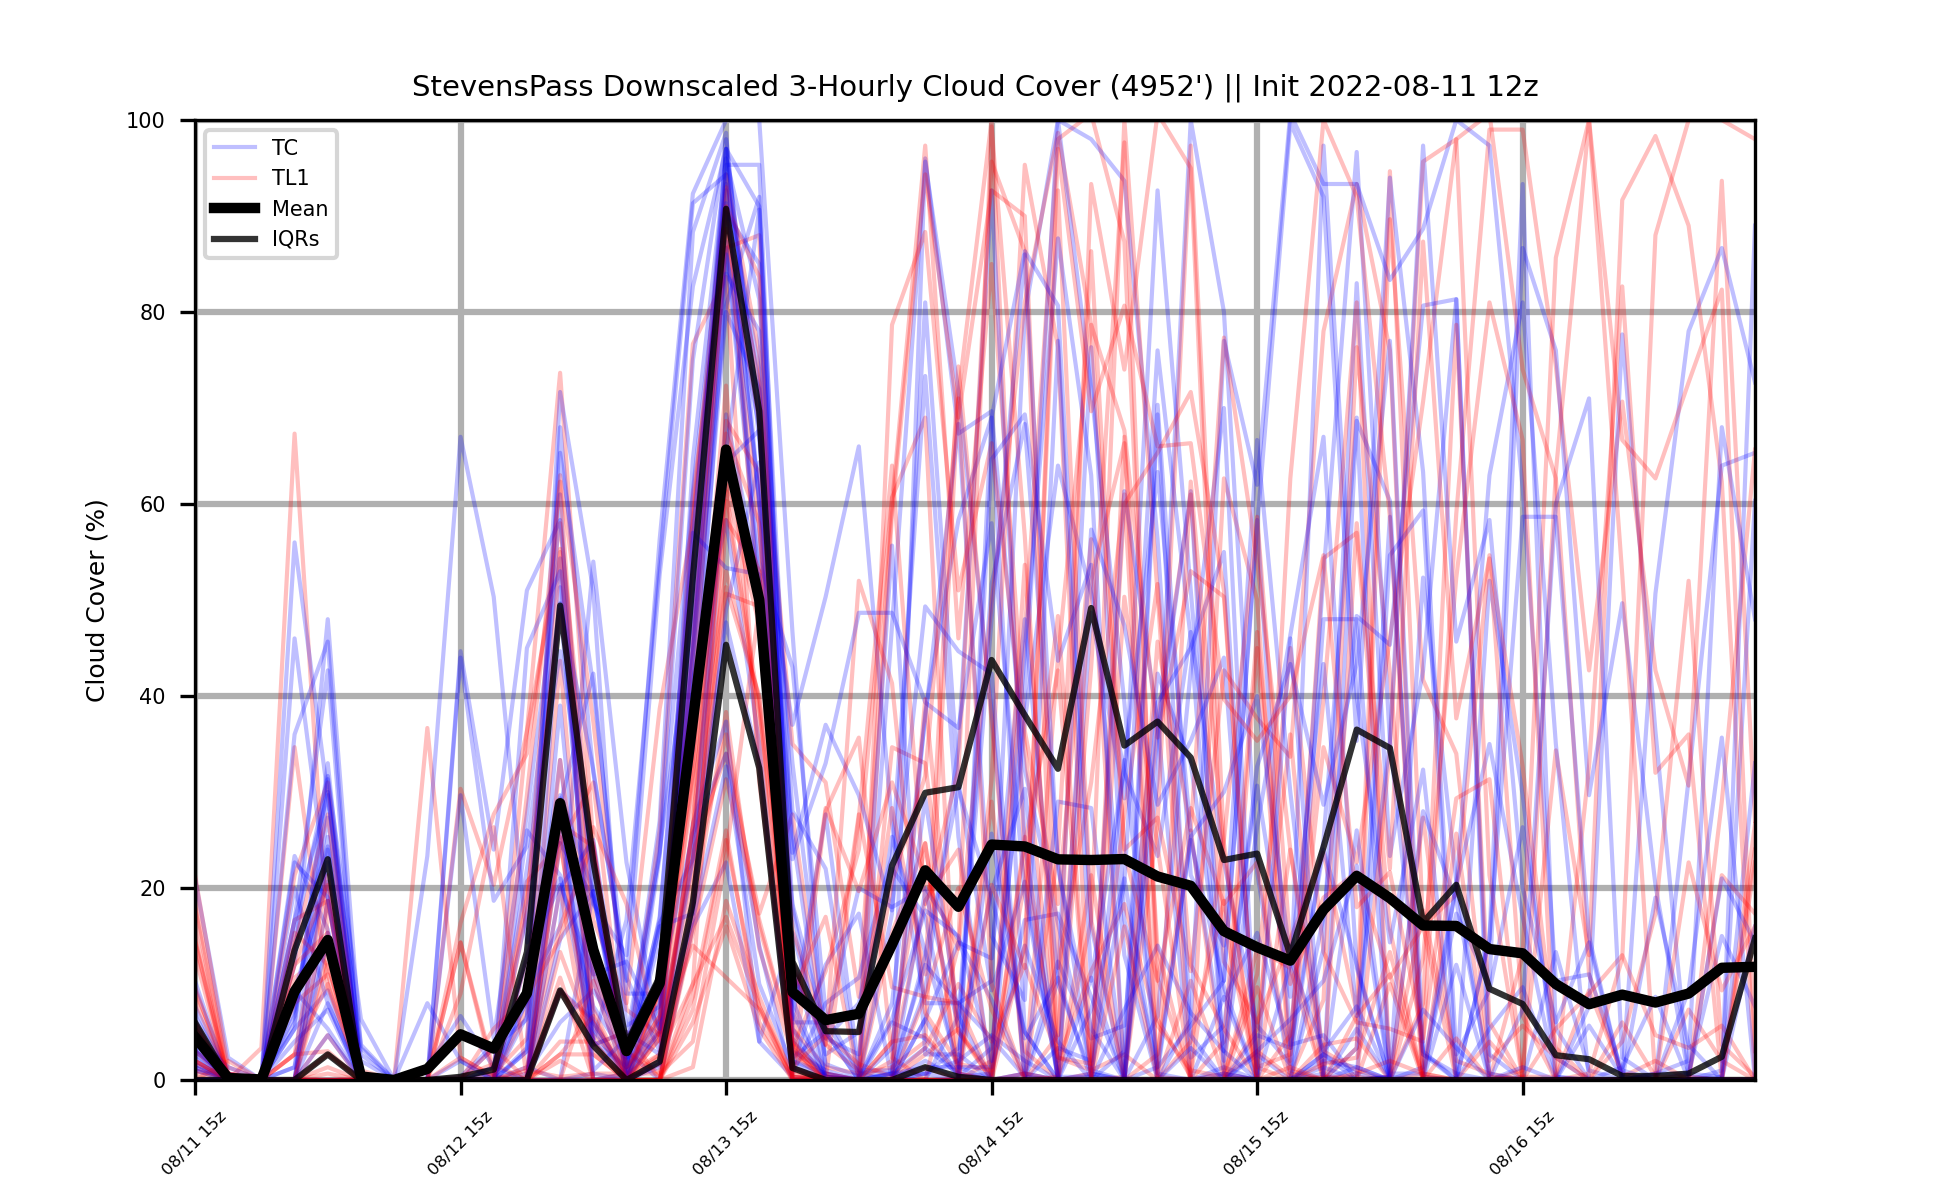 StevensPass Downscaled 3-Hourly Cloud Cover (4952') || Init 2022-08-11 12z
TC
TL1
Mean
IQRs
Cloud Cover (%)
100
80
60
40
20
0
08/11 15z
08/12 15z
08/13 15z
08/14 15z
08/15 15z
08/16 15z